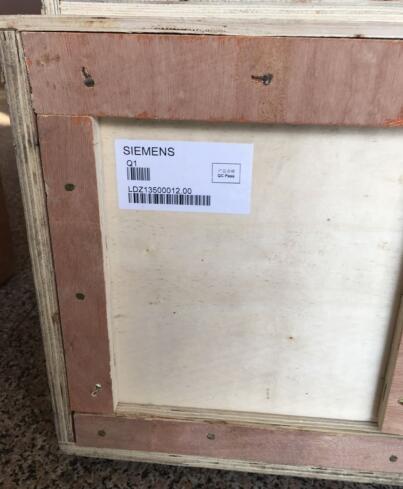 SIEMENS
Q1
QC Pass
LDZ13500012.00